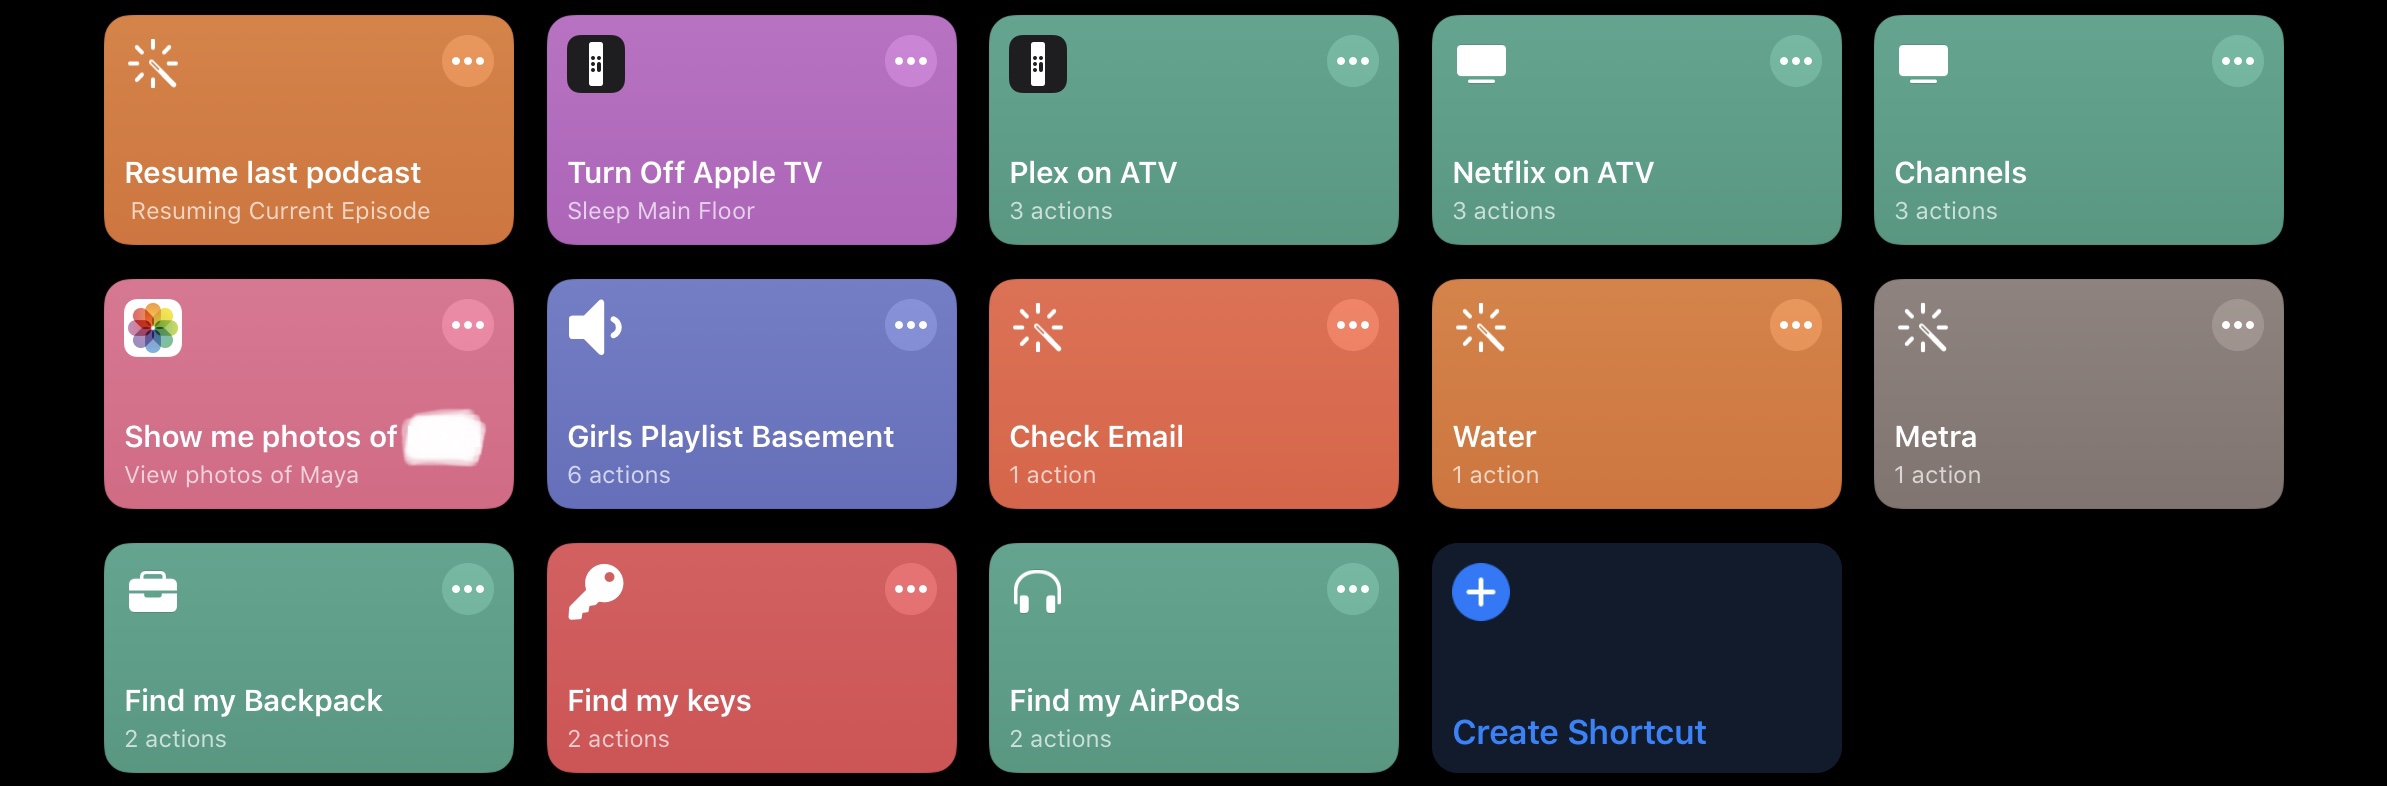 Resume last podcast
Resuming Current Episode
Turn Off Apple TV
Sleep Main Floor
Plex on ATV
3 actions
Netflix on ATV
3 actions
Channels
3 actions
Show me photos of
View photos of Maya
Girls Playlist Basement
6 actions
Check Email
1 action
Water
1 action
Metra
1 action
Find my Backpack
2 actions
Find my keys
2 actions
Find my AirPods
2 actions
Create Shortcut